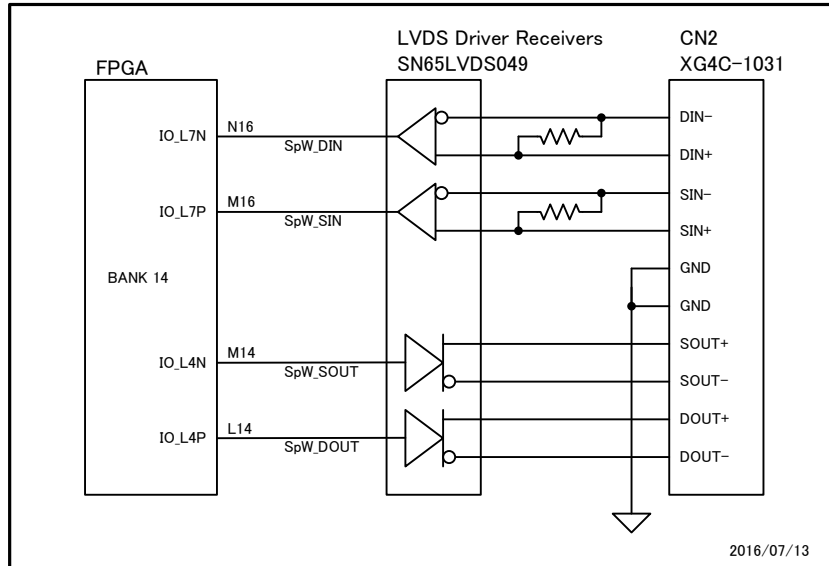 LVDS Driver Receivers
SN65LVDS049
CN2
XG4C-1031
FPGA
IO_L7N
N16
SpW_DIN
DIN-
DIN+
IO_L7P
M16
SpW_SIN
SIN-
SIN+
BANK 14
GND
GND
IO_L4N
M14
SpW_SOUT
SOUT+
SOUT-
IO_L4P
L14
SpW_DOUT
DOUT+
DOUT-
2016/07/13